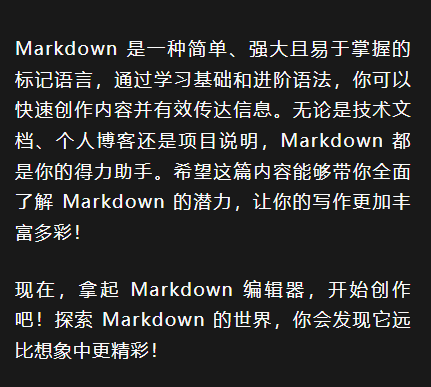 Markdown 是一种简单、强大且易于掌握的
标记语言，通过学习基础和进阶语法，你可以
快速创作内容并有效传达信息。无论是技术文
档、个人博客还是项目说明，Markdown 都
是你的得力助手。希望这篇内容能够带你全面
了解 Markdown 的潜力，让你的写作更加丰
富多彩！
现在，拿起 Markdown 编辑器，开始创作
吧！探索 Markdown 的世界，你会发现它远
比想象中更精彩！